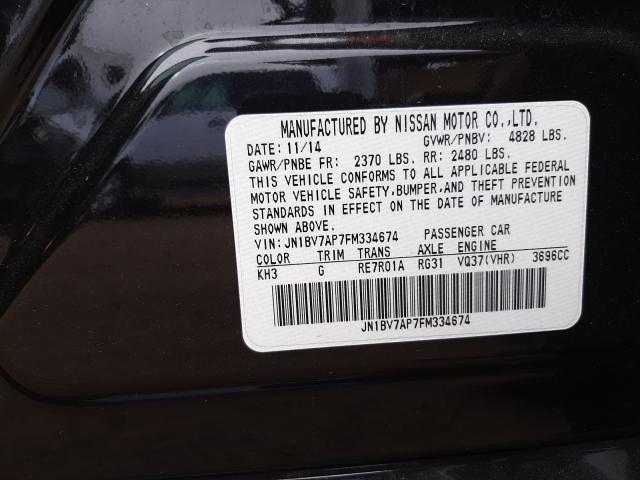 MANUFACTURED BY NISSAN MOTOR CO.,LTD.
DATE: 11/14 GVWR/PNBV: 4828 LBS.
GAWR/PNBE FR: 2370 LBS. RR: 2480 LBS.
THIS VEHICLE CONFORMS TO ALL APPLICABLE FEDERAL
MOTOR VEHICLE SAFETY,BUMPER,AND THEFT PREVENTION
STANDARDS IN EFFECT ON THE DATE OF MANUFACTURE
SHOWN ABOVE.
VIN: JN1BV7AP7FM334674 PASSENGER CAR
COLOR TRIM TRANS AXLE ENGINE
KH3 G RE7R01A RG31 VQ37(VHR) 3696CC
JN1BV7AP7FM334674